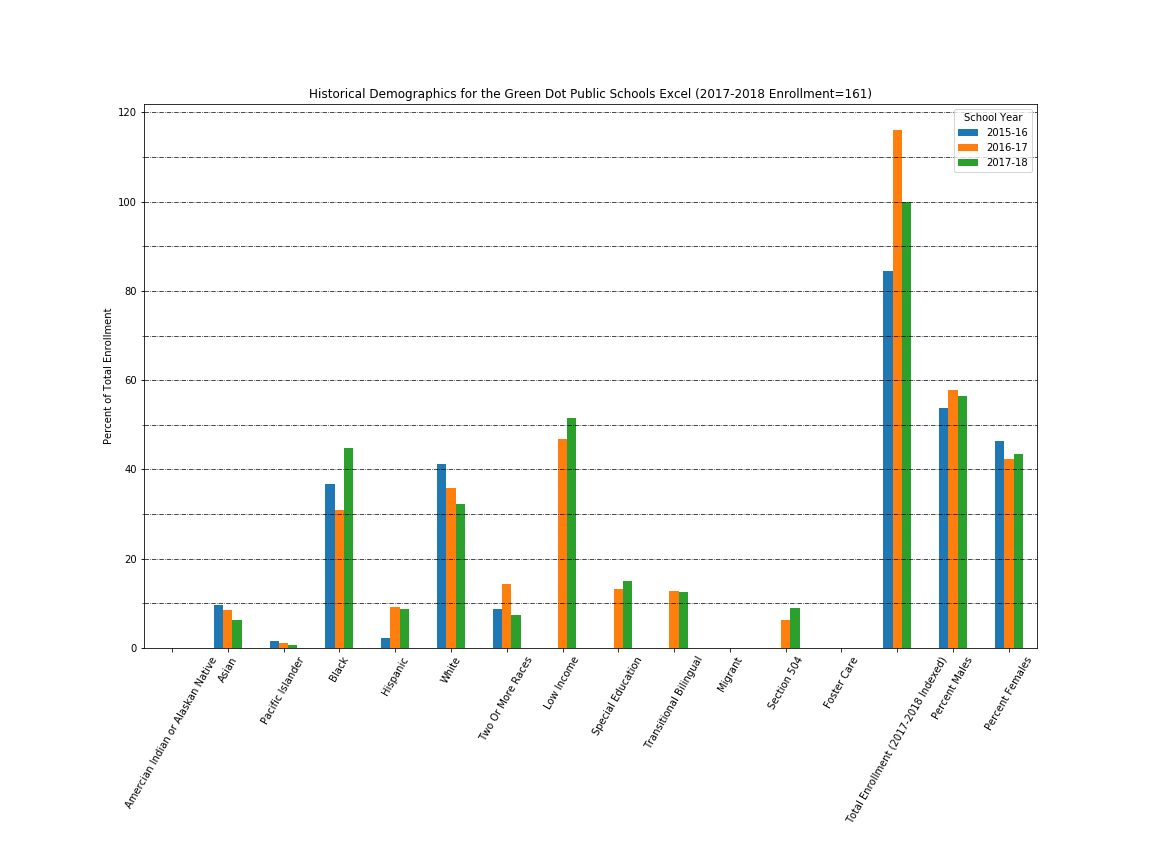 Historical Demographics for the Green Dot Public Schools Excel (2017-2018 Enrollment=161)
School Year
2015-16
2016-17
2017-18
Percent of Total Enrollment
120
100
80
60
40
20
0
Amercian Indian or Alaskan Native
Asian
Pacific Islander
Black
Hispanic
White
Two Or More Races
Low Income
Special Education
Transitional Bilingual
Migrant
Section 504
Foster Care
Total Enrollment (2017-2018 Indexed)
Percent Males
Percent Females